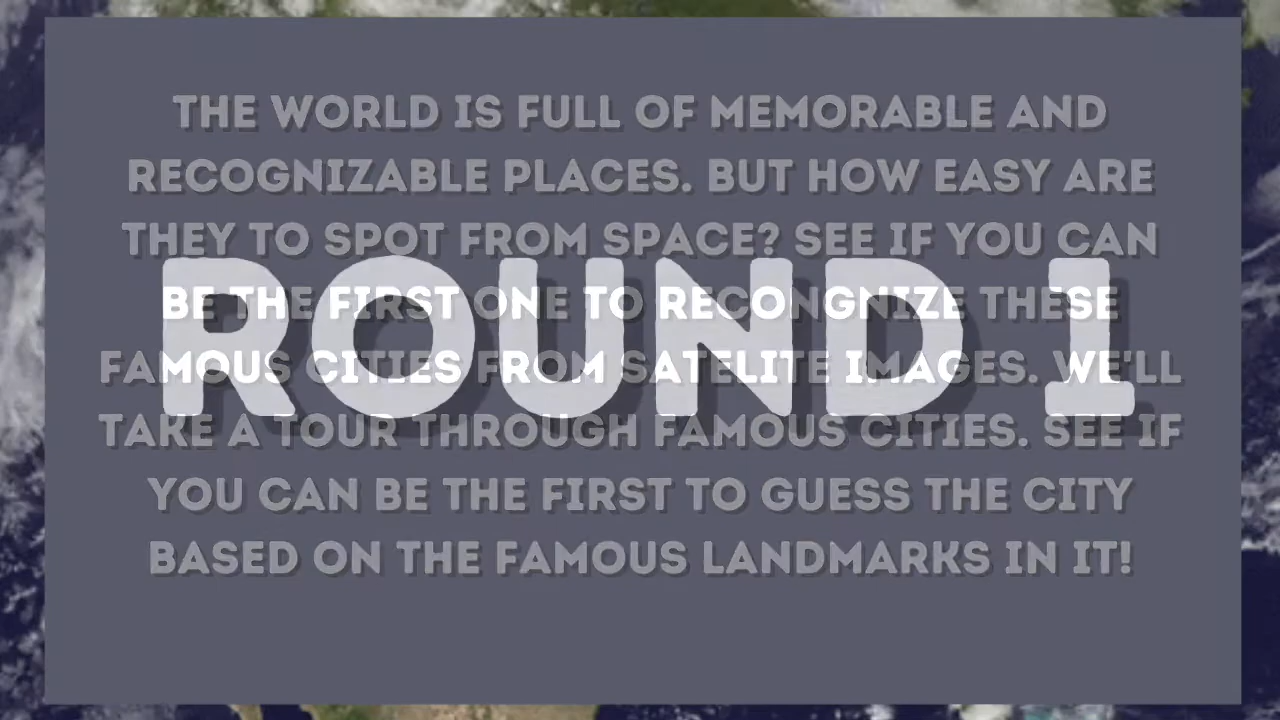 THE WORLD IS FULL OF MEMORABLE AND
RECOGNIZABLE PLACES. BUT HOW EASY ARE
THEY TO SPOT FROM SPACE? SEE IF YOU CAN
BE THE FIRST ONE TO RECONGNIZE THESE
FAMOUS CITIES FROM SATELITE IMAGES. WE'LL
TAKE A TOUR THROUGH FAMOUS CITIES. SEE IF
YOU CAN BE THE FIRST TO GUESS THE CITY
BASED ON THE FAMOUS LANDMARKS IN IT!
ROUND 1